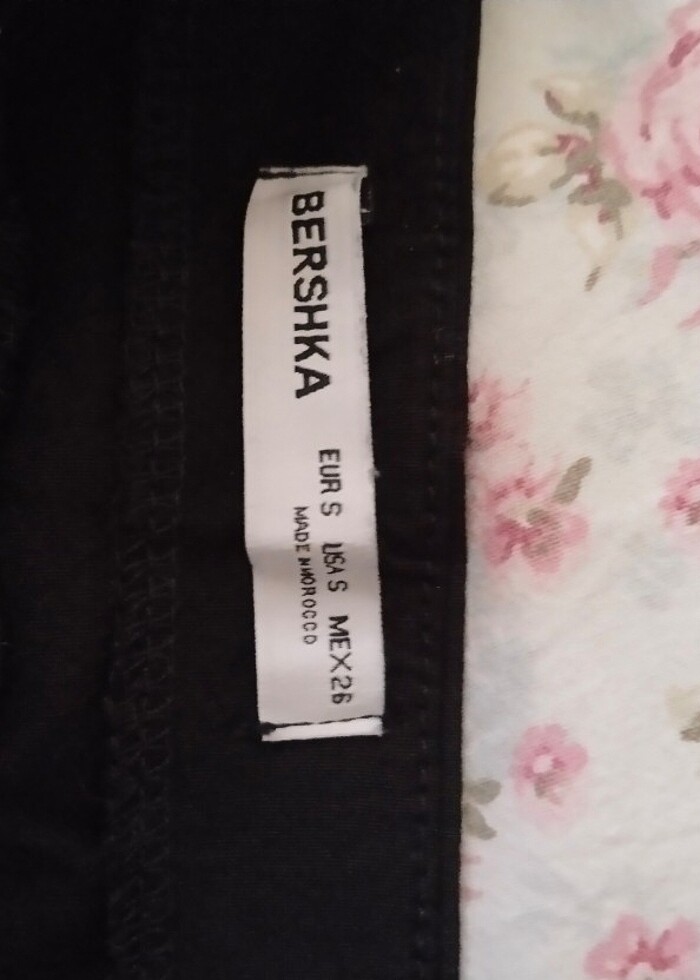 BERSHKA
EUR S USA S MEX 26
MADE IN MOROCCO